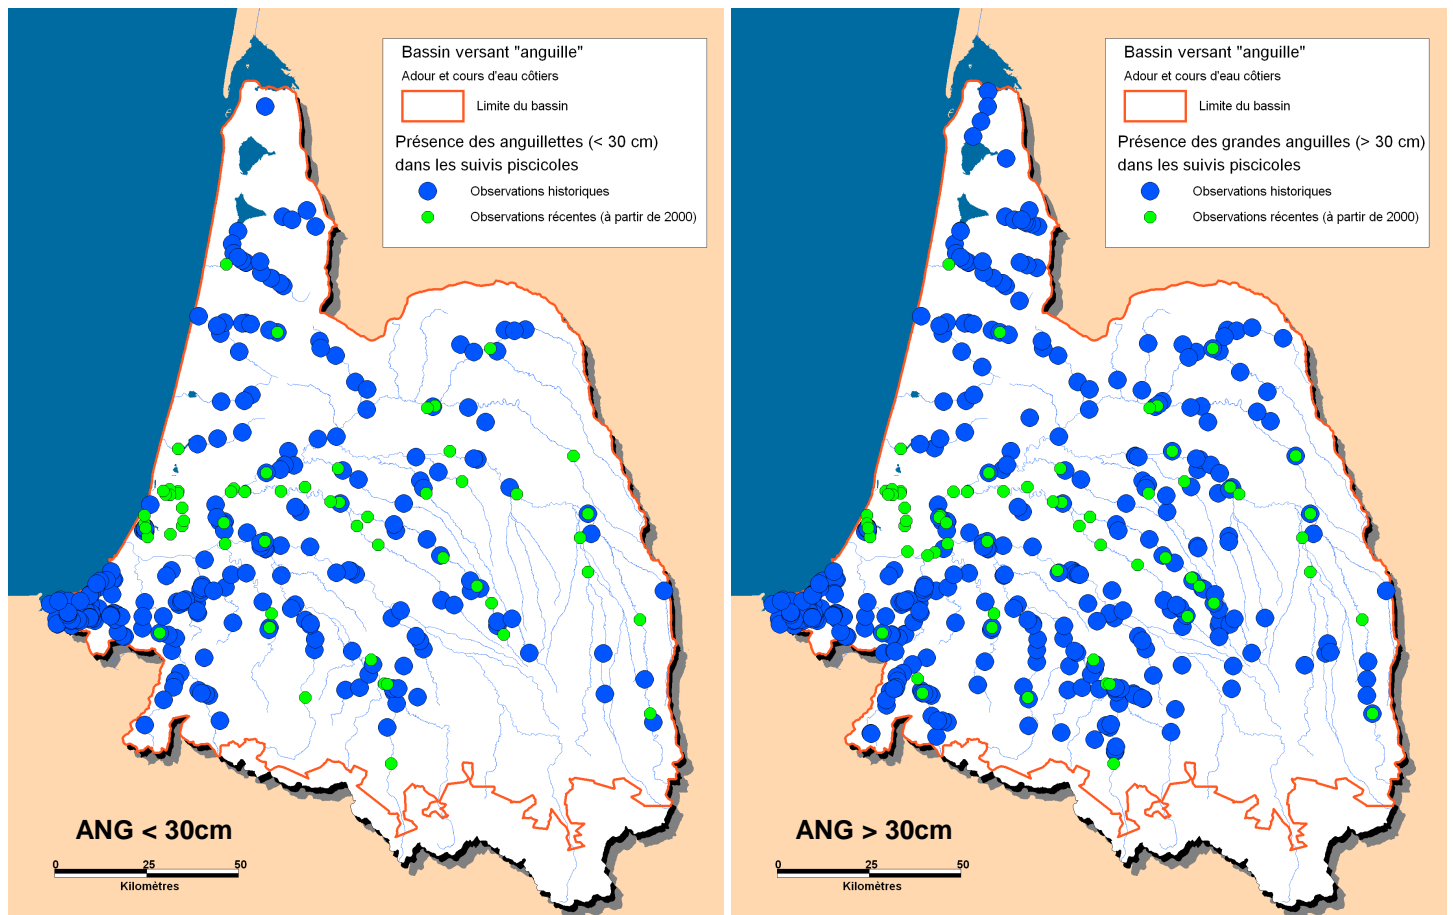 Bassin versant "anguille"
Adour et cours d'eau côtiers
Limite du bassin
Présence des anguillettes (< 30 cm)
dans les suivis piscicoles
Observations historiques
Observations récentes (à partir de 2000)
ANG < 30cm
0 25 50
Kilomètres
Bassin versant "anguille"
Adour et cours d'eau côtiers
Limite du bassin
Présence des grandes anguilles (> 30 cm)
dans les suivis piscicoles
Observations historiques
Observations récentes (à partir de 2000)
ANG > 30cm
0 25 50
Kilomètres